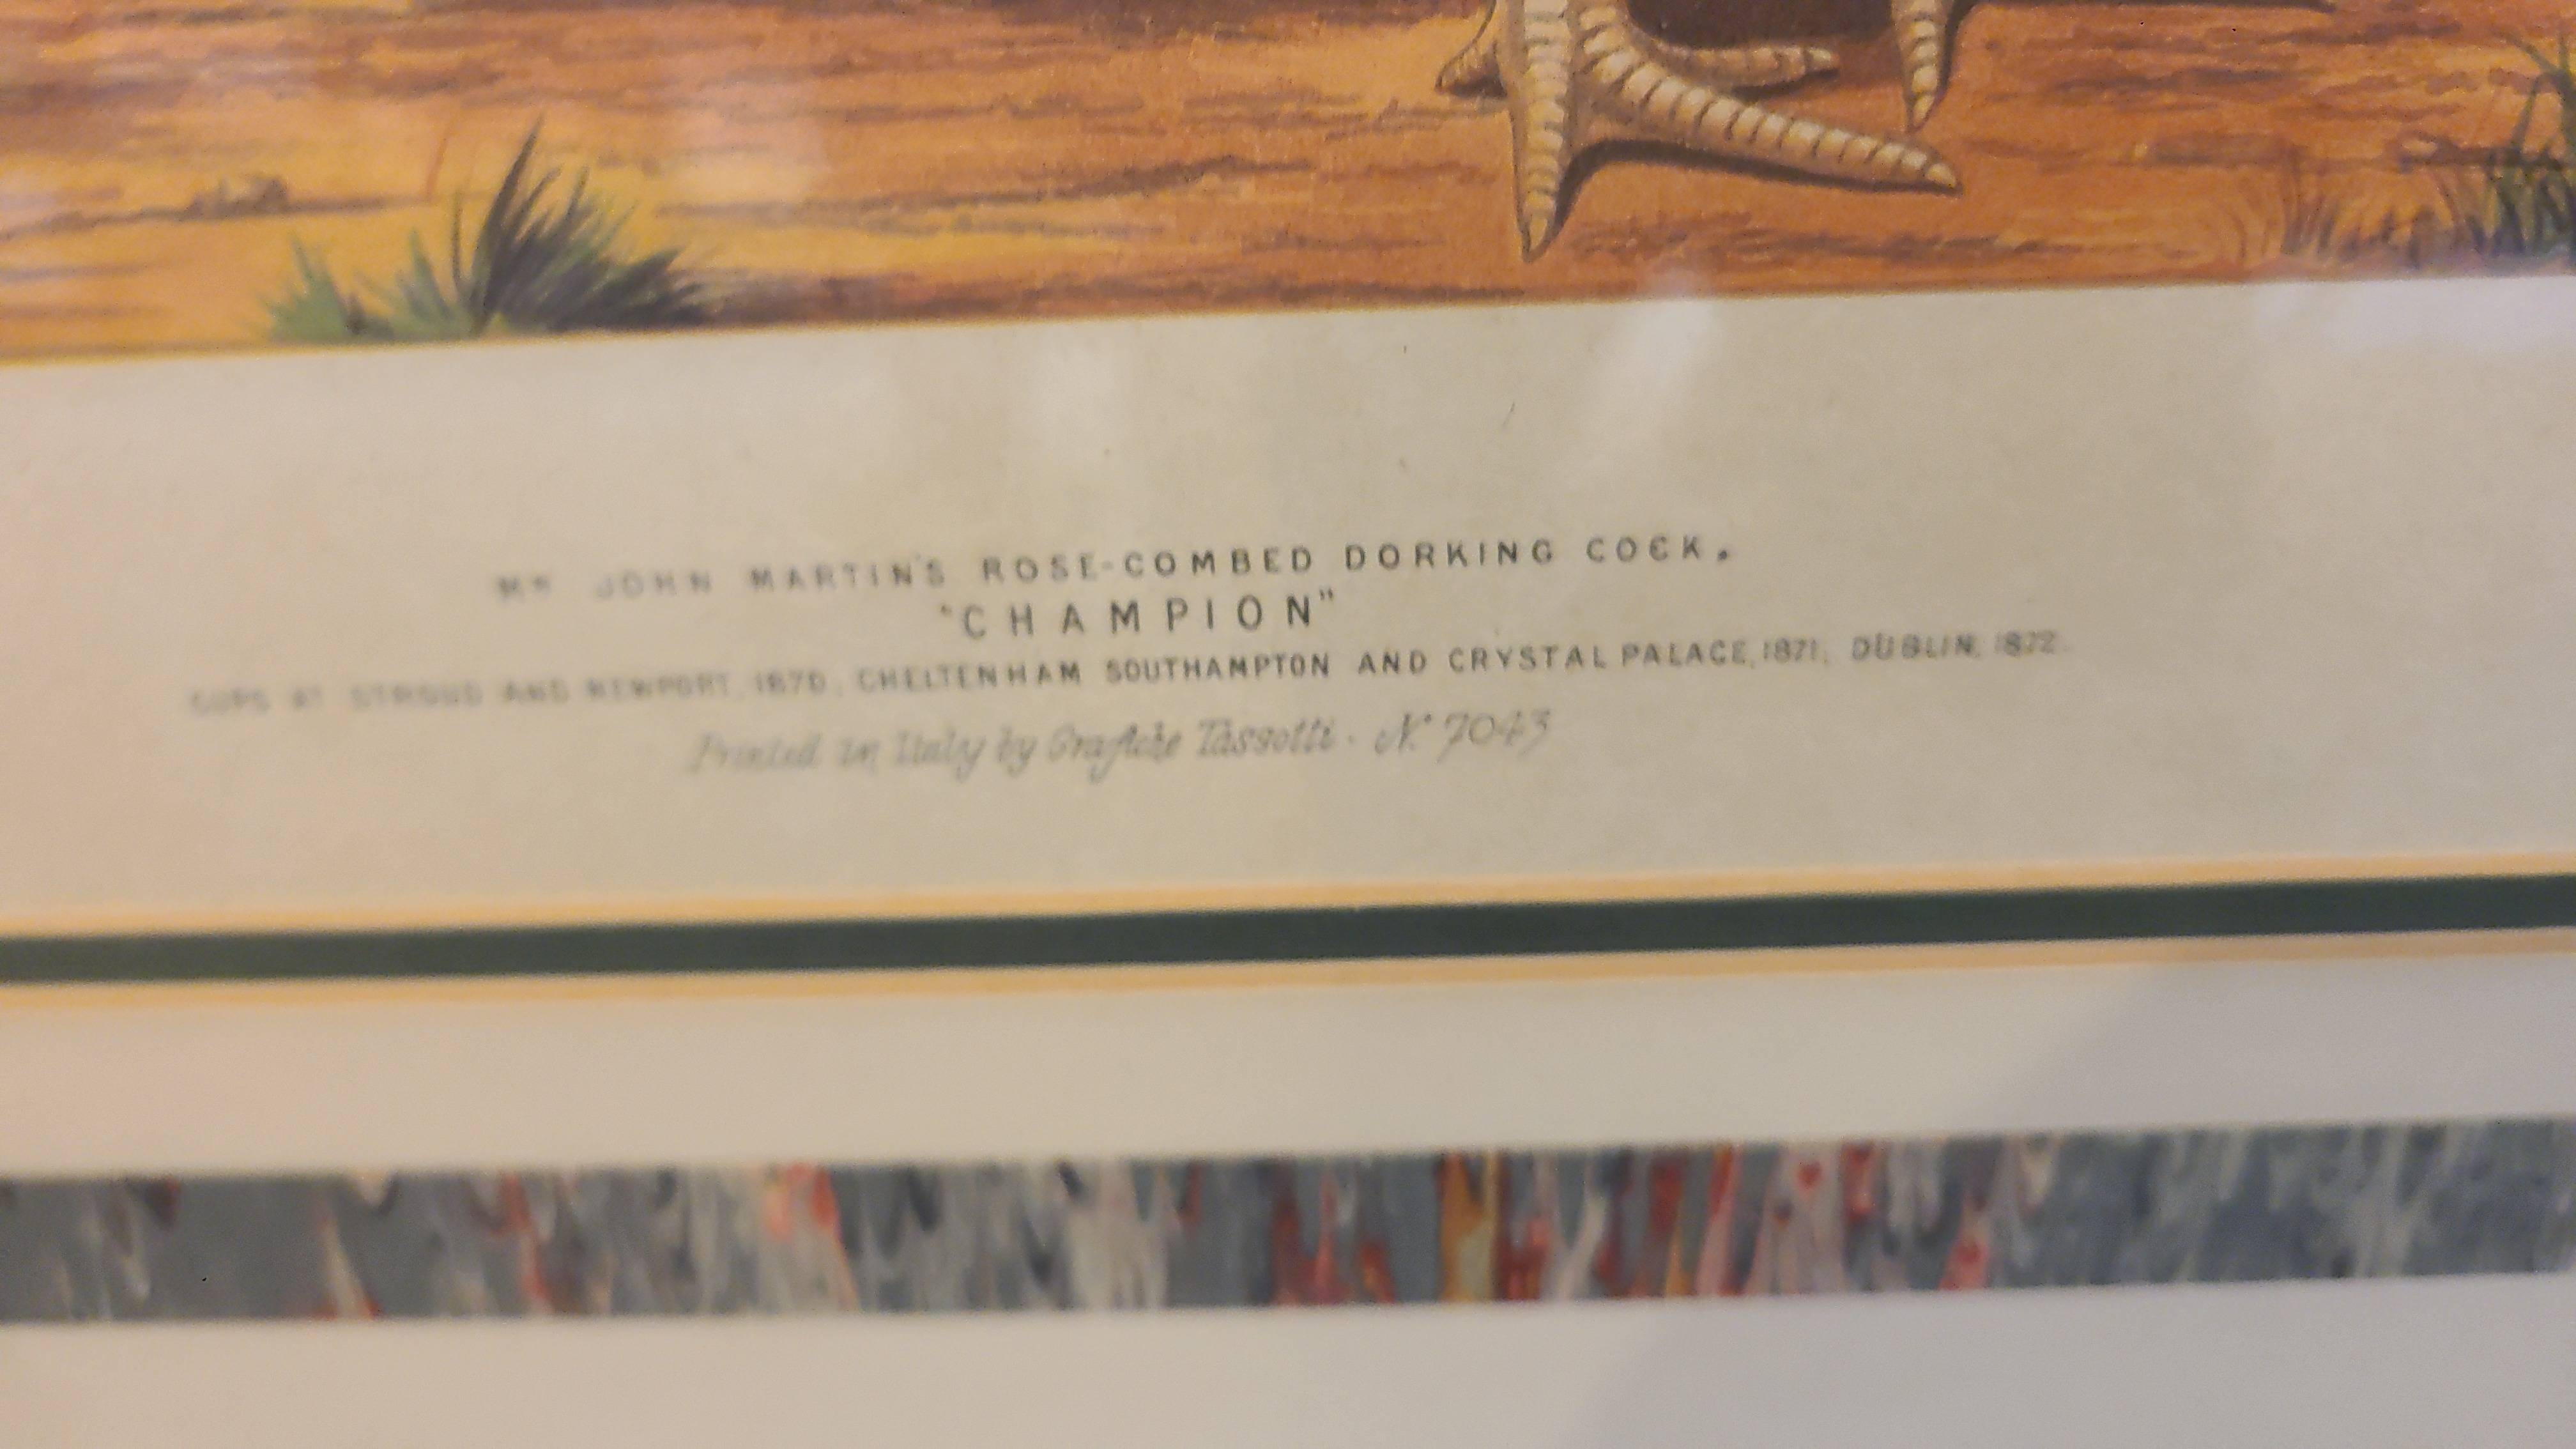 MR JOHN MARTIN'S ROSE-COMBED DORKING COCK.
"CHAMPION"
CUPS AT STROUD AND NEWPORT, 1870, CHELTENHAM SOUTHAMPTON AND CRYSTAL PALACE, 1871, DUBLIN, 1872.
Printed in Italy by Grafiche Tassotti. N.° 7043